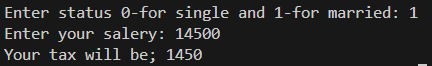 Enter status 0-for single and 1-for married: 1
Enter your salery: 14500
Your tax will be; 1450